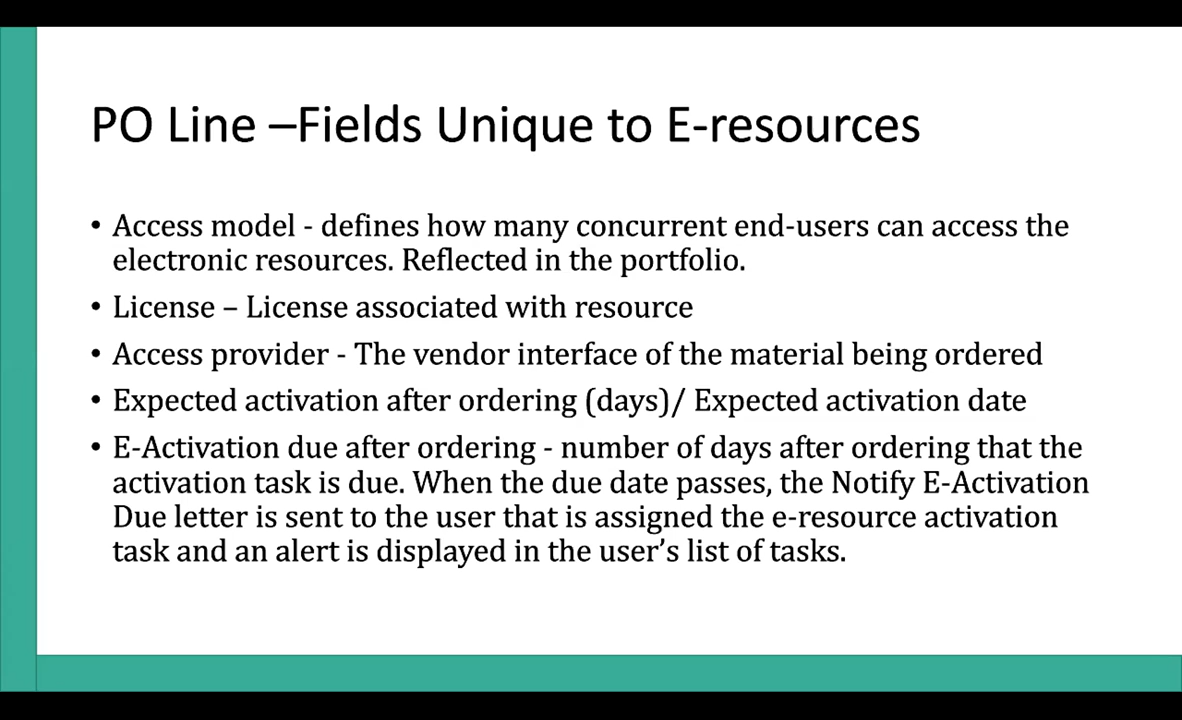 PO Line –Fields Unique to E-resources
• Access model - defines how many concurrent end-users can access the
electronic resources. Reflected in the portfolio.
• License – License associated with resource
• Access provider - The vendor interface of the material being ordered
• Expected activation after ordering (days)/ Expected activation date
• E-Activation due after ordering - number of days after ordering that the
activation task is due. When the due date passes, the Notify E-Activation
Due letter is sent to the user that is assigned the e-resource activation
task and an alert is displayed in the user’s list of tasks.